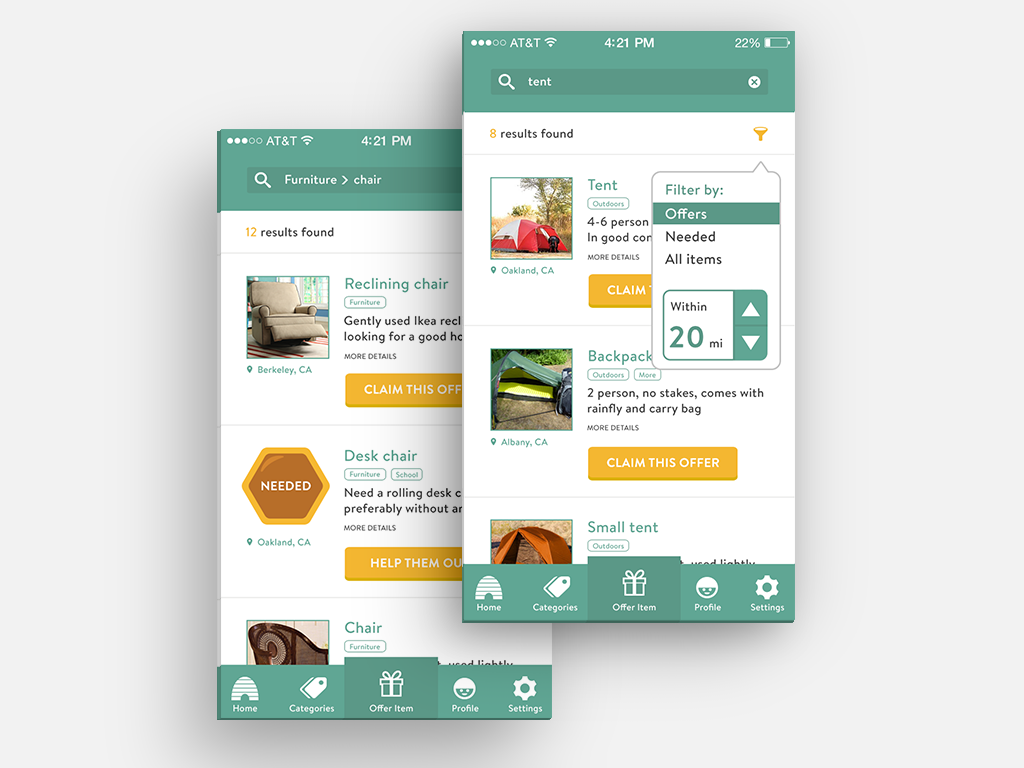 AT&T 4:21 PM
Furniture > chair
12 results found
Reclining chair
Furniture
Gently used Ikea recl
looking for a good ho
MORE DETAILS
Berkeley, CA
CLAIM THIS OFF
Desk chair
NEEDED
Furniture School
Need a rolling desk c
preferably without ar
MORE DETAILS
Oakland, CA
HELP THEM OU
Chair
Furniture
used lightly
Home Categories Offer Item Profile Settings
AT&T 4:21 PM 22%
tent
8 results found
Tent
Outdoors
4-6 person
In good con
MORE DETAILS
Oakland, CA
CLAIM
Filter by:
Offers
Needed
All items
Within
20 mi
Backpack
Outdoors More
2 person, no stakes, comes with
rainfly and carry bag
MORE DETAILS
Albany, CA
CLAIM THIS OFFER
Small tent
Outdoors
used lightly
Home Categories Offer Item Profile Settings